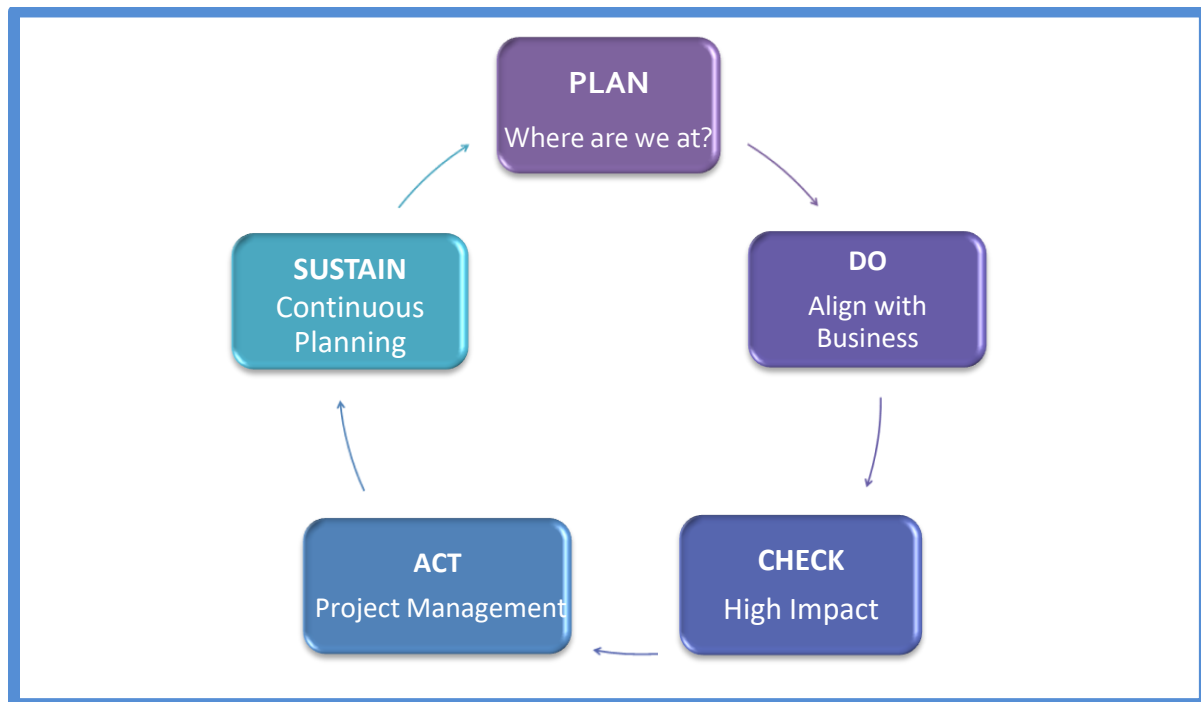 PLAN
Where are we at?
DO
Align with
Business
CHECK
High Impact
ACT
Project Management
SUSTAIN
Continuous
Planning